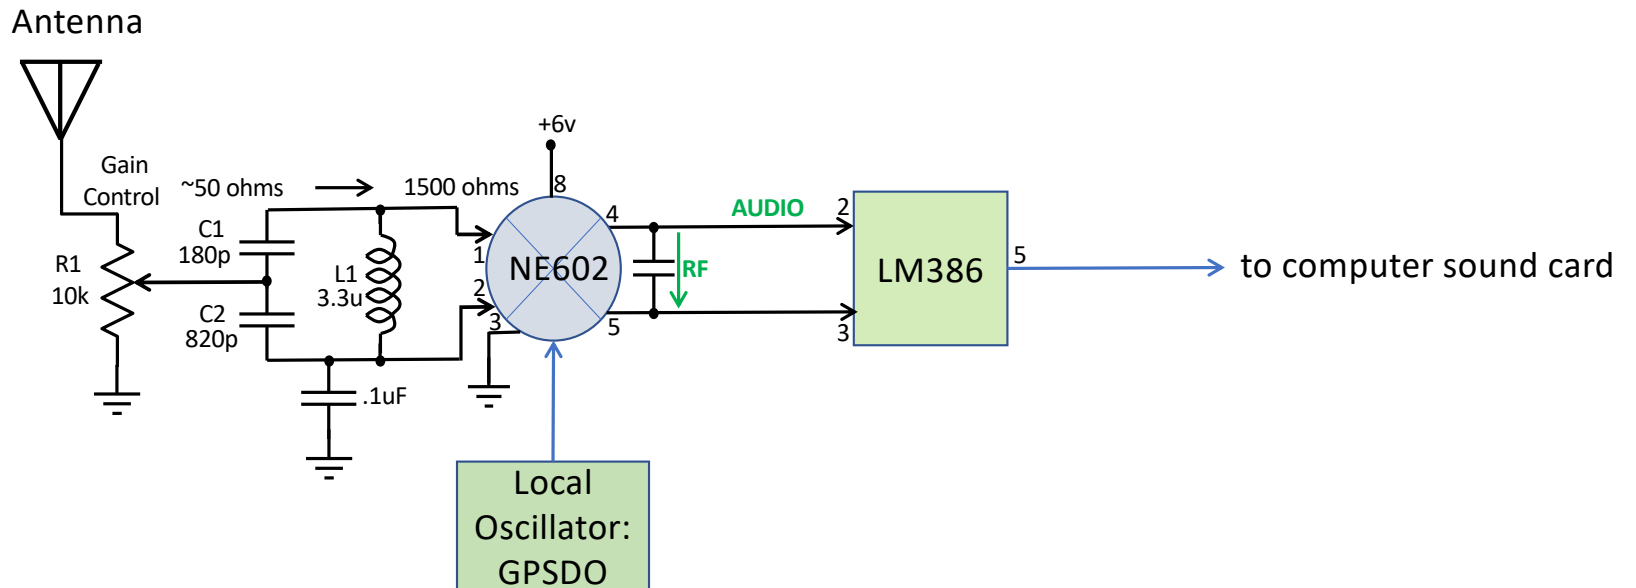 Antenna
Gain
Control
~50 ohms
1500 ohms
+6v
8
C1
180p
R1
10k
L1
3.3u
C2
820p
.1uF
1
2
3
NE602
4
5
AUDIO
RF
2
3
LM386
5
to computer sound card
Local
Oscillator:
GPSDO